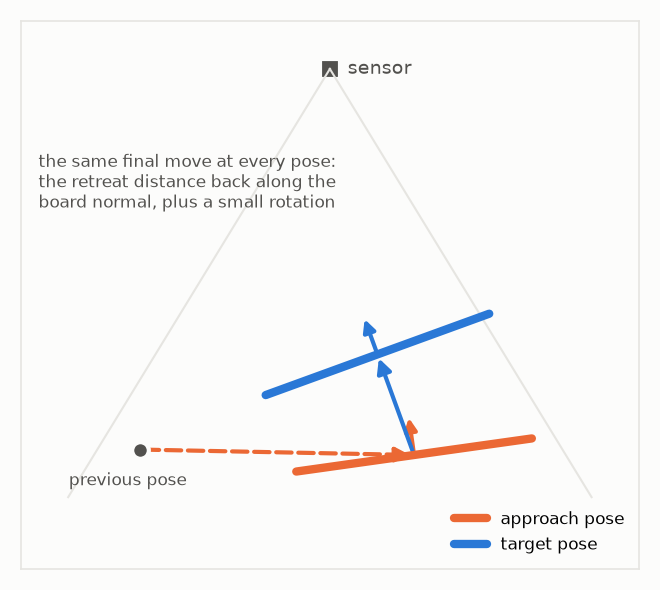 sensor
the same final move at every pose:
the retreat distance back along the
board normal, plus a small rotation
previous pose
approach pose
target pose